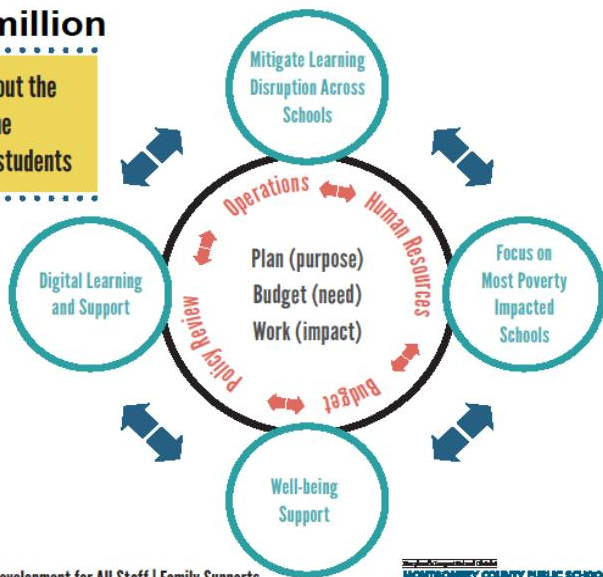 million
out the
students
Mitigate Learning
Disruption Across
Schools
Operations
Human Resources
Digital Learning
and Support
Plan (purpose)
Budget (need)
Work (impact)
Focus on
Most Poverty
Impacted
Schools
Policy Review
Budget
Well-being
Support
Development for All Staff | Family Supports
MONTGOMERY COUNTY PUBLIC SCHOO